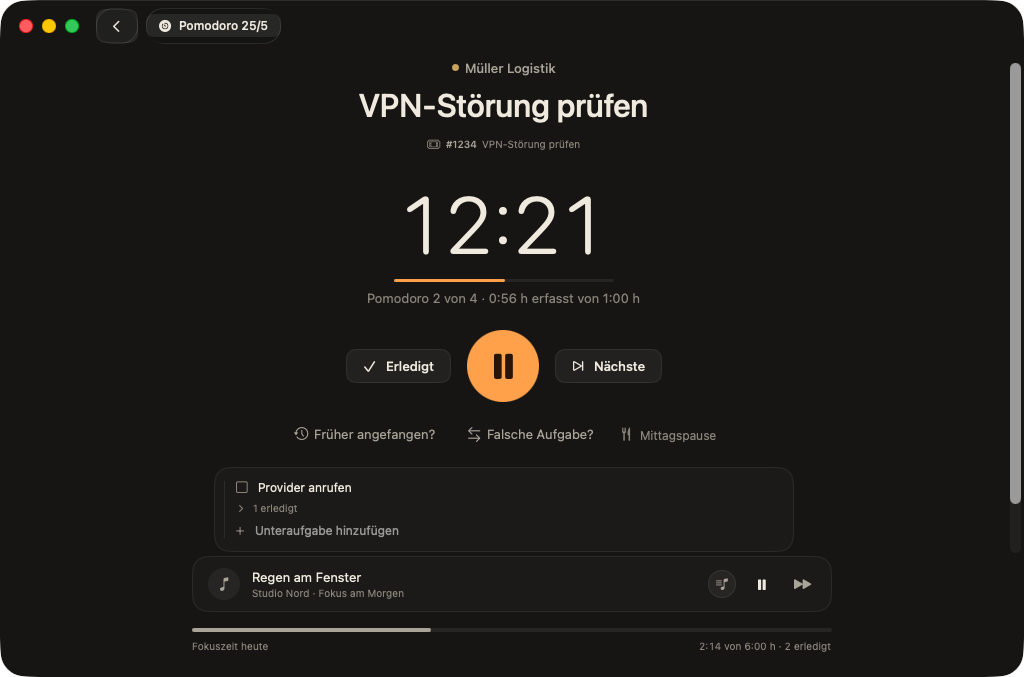 Pomodoro 25/5
Müller Logistik
VPN-Störung prüfen
#1234 VPN-Störung prüfen
12:21
Pomodoro 2 von 4 · 0:56 h erfasst von 1:00 h
Erledigt
Nächste
Früher angefangen?
Falsche Aufgabe?
Mittagspause
Provider anrufen
1 erledigt
Unteraufgabe hinzufügen
Regen am Fenster
Studio Nord · Fokus am Morgen
Fokuszeit heute
2:14 von 6:00 h · 2 erledigt